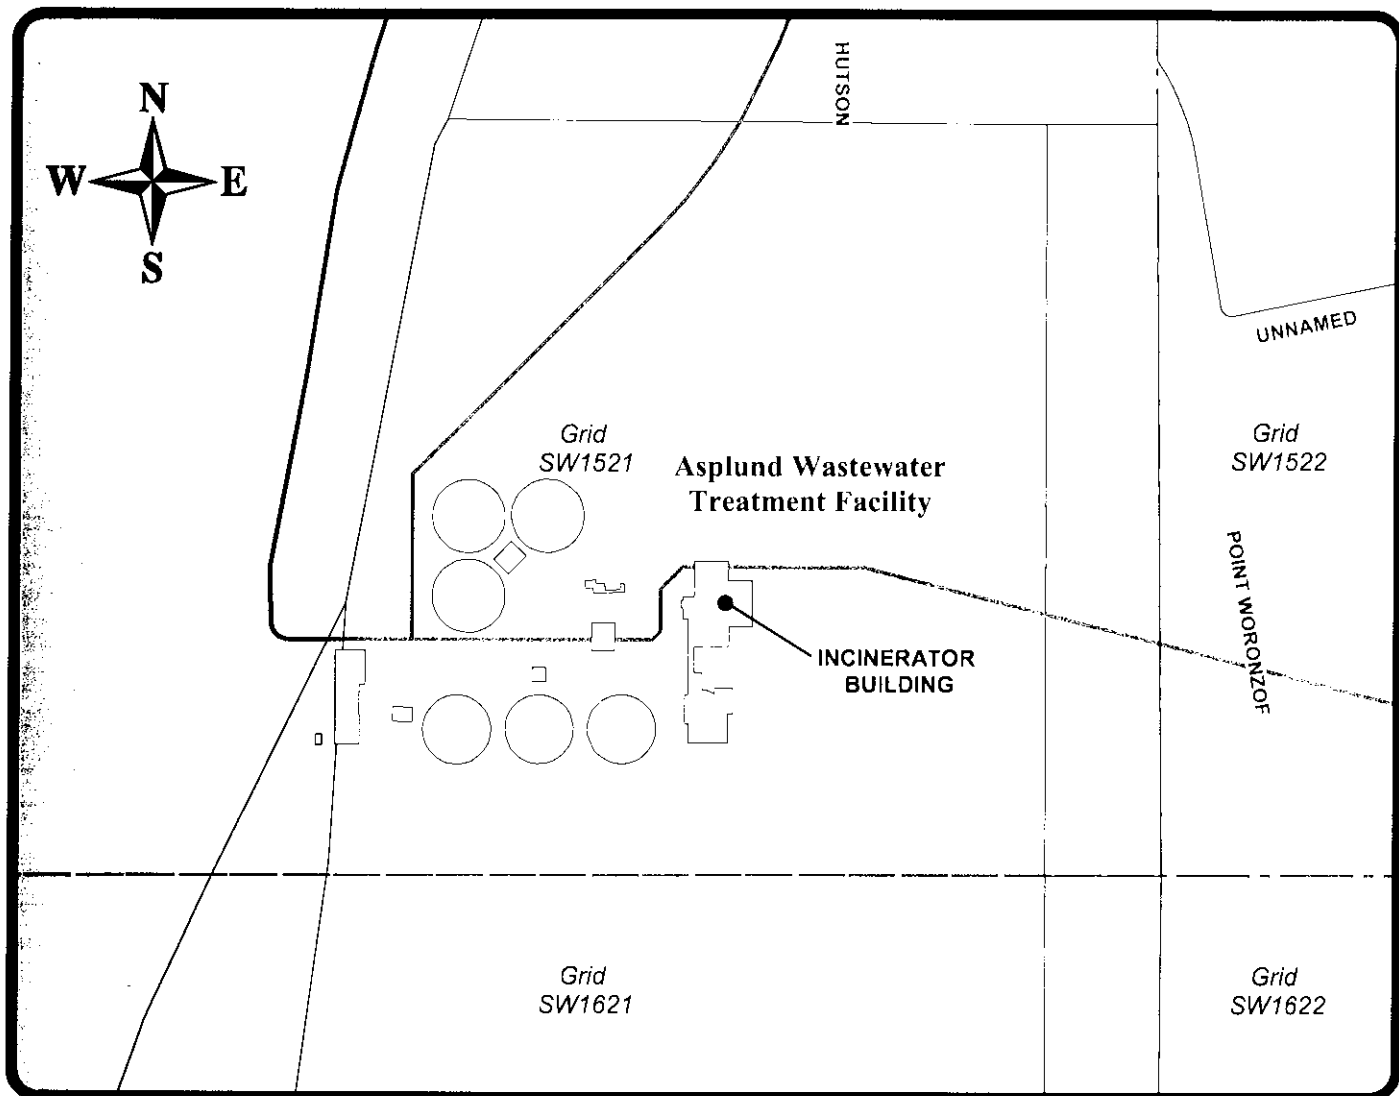 HUTSON
N
W E
S
UNNAMED
Grid
SW1521
Grid
SW1522
Asplund Wastewater
Treatment Facility
POINT WORONZOF
INCINERATOR
BUILDING
Grid
SW1621
Grid
SW1622